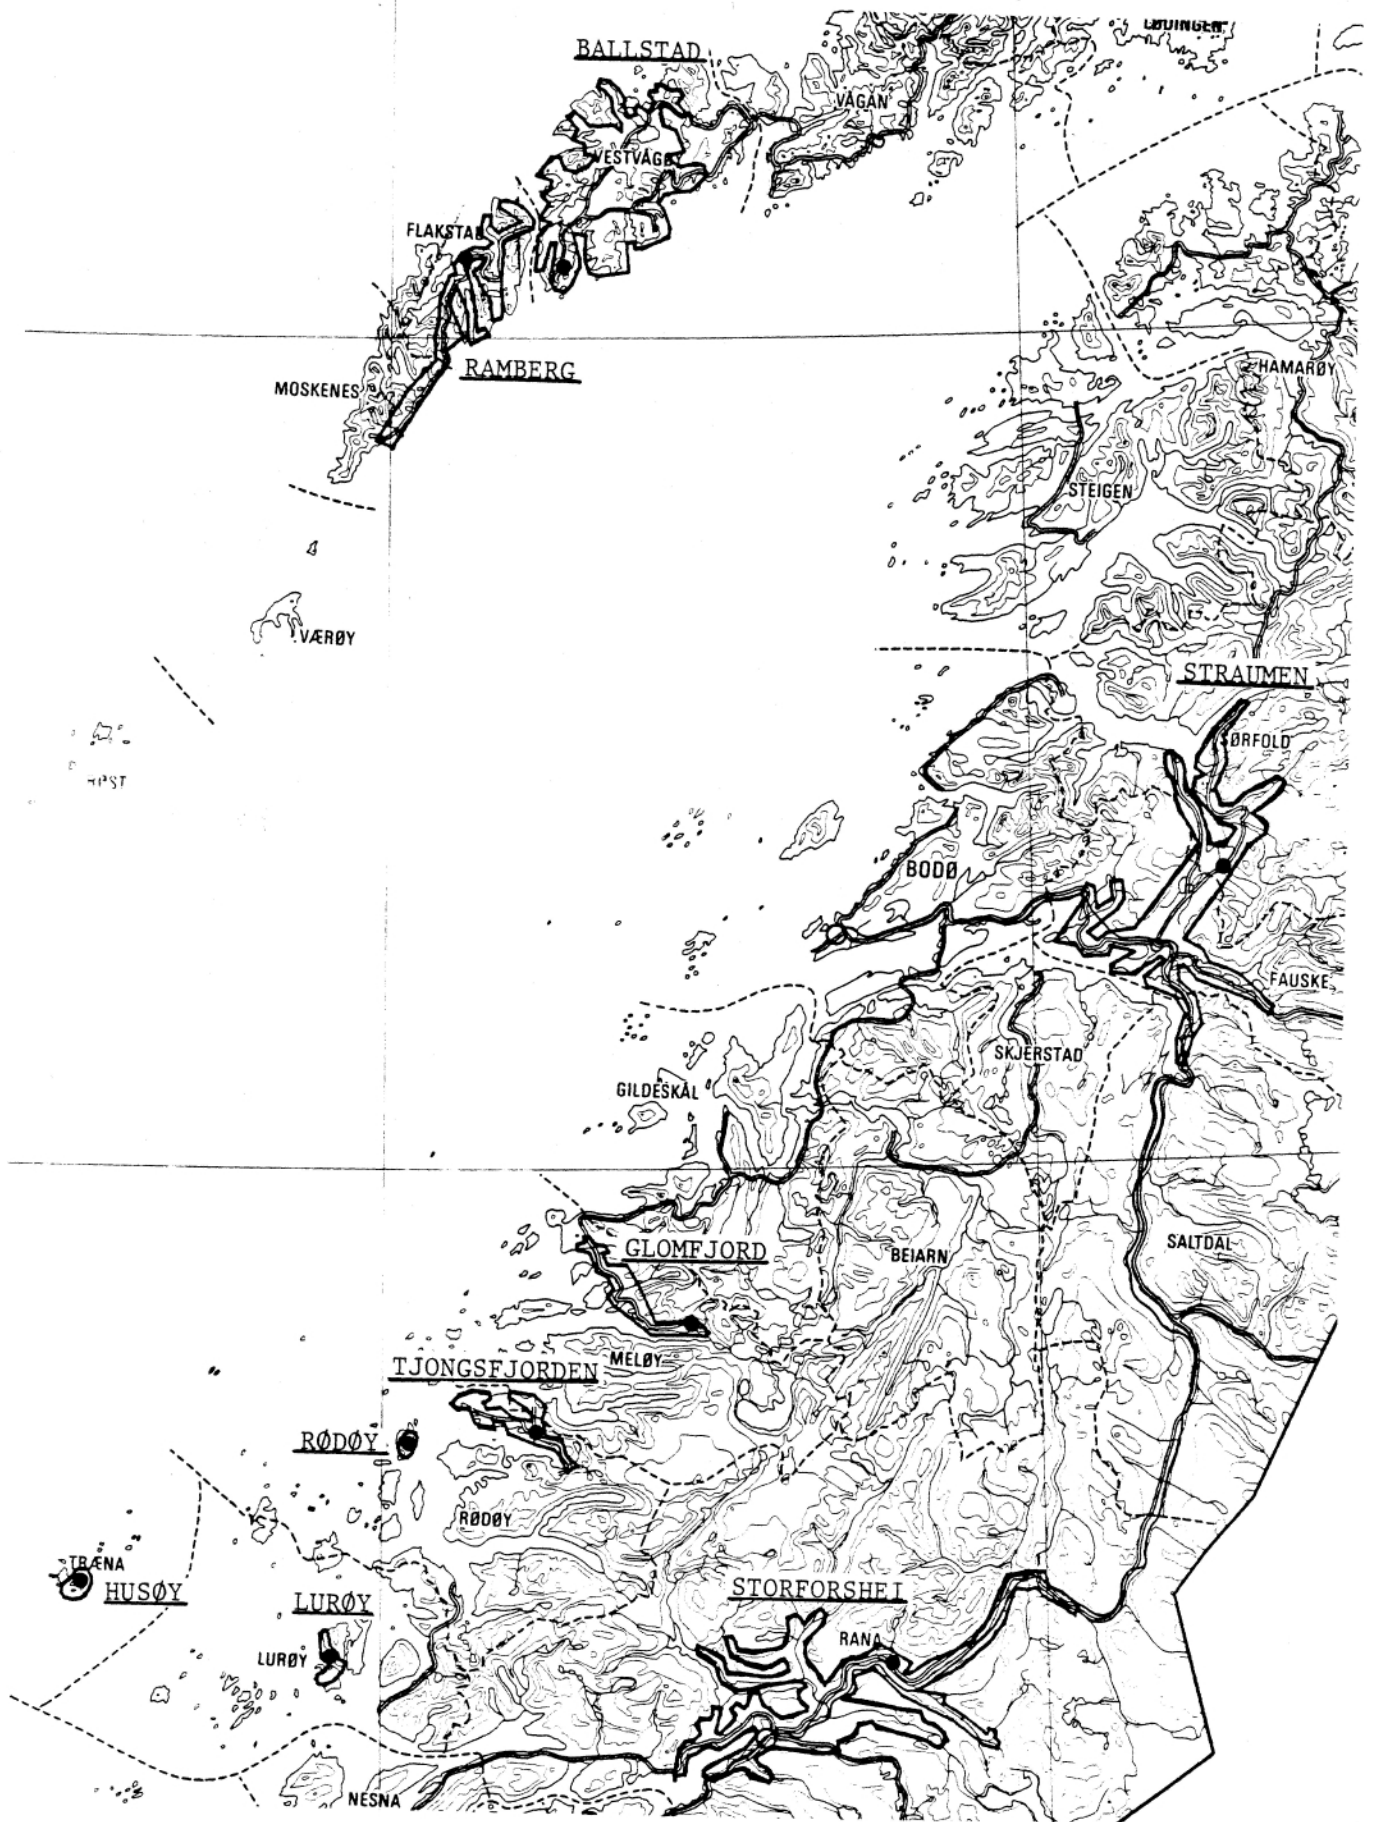 LØDINGEN
BALLSTAD
VÅGAN
VESTVÅGØ
FLAKSTAD
RAMBERG
HAMARØY
MOSKENES
STEIGEN
VÆRØY
STRAUMEN
SØRFOLD
BODØ
FAUSKE
SKJERSTAD
GILDESKÅL
SALTDAL
GLOMFJORD
BEIARN
MELØY
TJONGSFJORDEN
RØDØY
RØDØY
TRÆNA
HUSØY
LURØY
STORFORSHEI
RANA
LURØY
NESNA